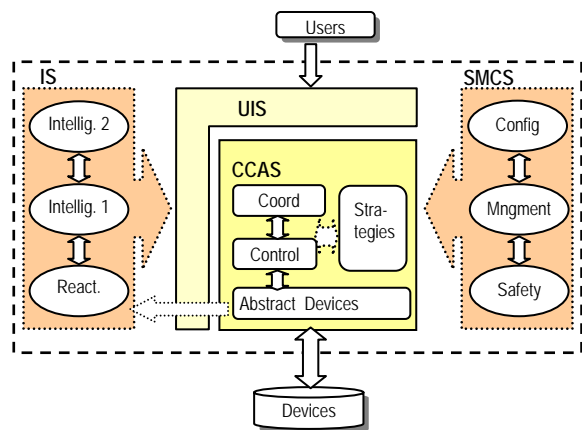 Users
IS
SMCS
UIS
Intellig. 2
Config
CCAS
Coord
Stra-
tegies
Intellig. 1
Mngment
Control
React.
Abstract Devices
Safety
Devices